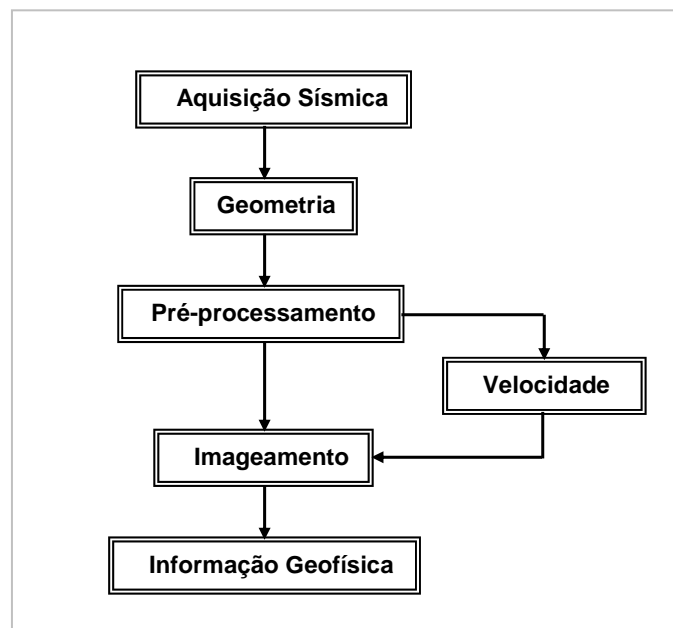 Aquisição Sísmica
Geometria
Pré-processamento
Velocidade
Imageamento
Informação Geofísica